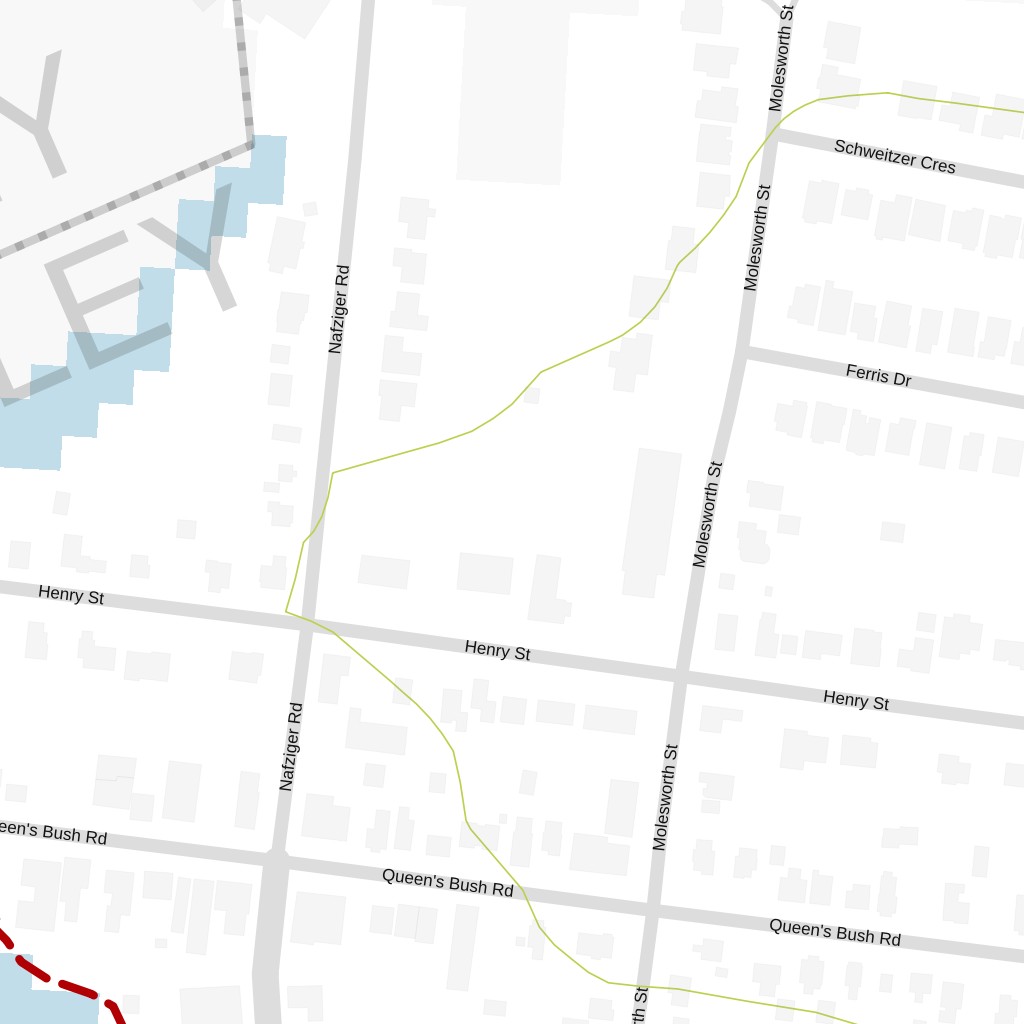 Molesworth St
Schweitzer Cres
Molesworth St
EY
Y
Nafziger Rd
Ferris Dr
Molesworth St
Henry St
Henry St
Henry St
Nafziger Rd
Molesworth St
een's Bush Rd
Queen's Bush Rd
Queen's Bush Rd
rth St